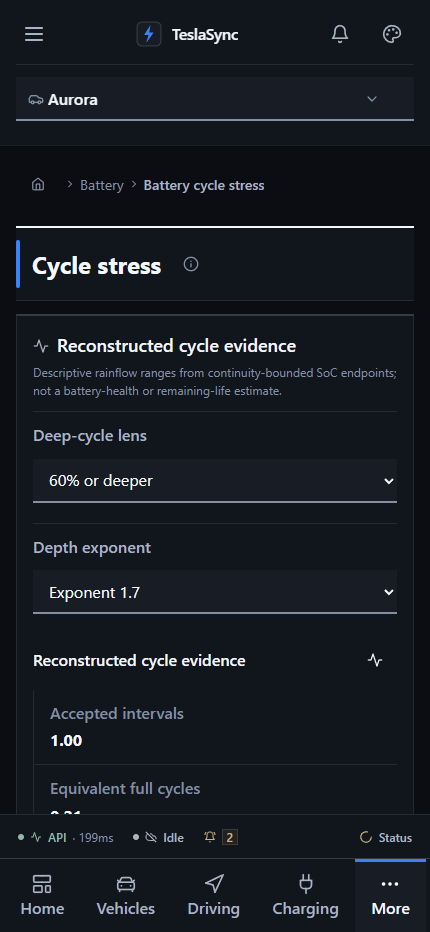 TeslaSync
Aurora
Battery
Battery cycle stress
Cycle stress
Reconstructed cycle evidence
Descriptive rainflow ranges from continuity-bounded SoC endpoints;
not a battery-health or remaining-life estimate.
Deep-cycle lens
60% or deeper
Depth exponent
Exponent 1.7
Reconstructed cycle evidence
Accepted intervals
1.00
Equivalent full cycles
API · 199ms
Idle
2
Status
Home
Vehicles
Driving
Charging
More